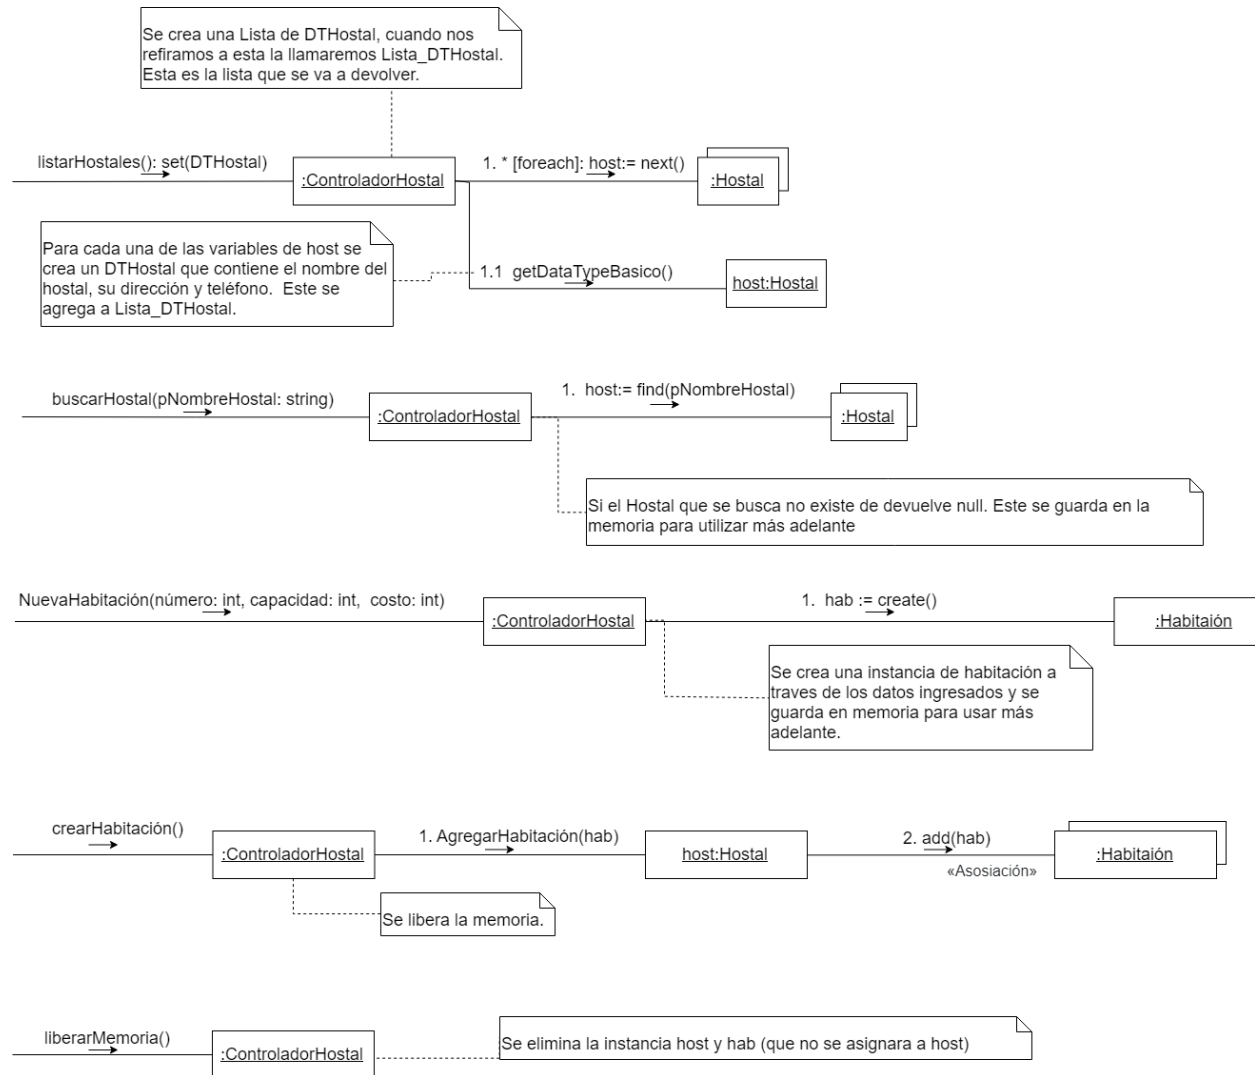 Se crea una Lista de DTHostal, cuando nos
refiramos a esta la llamaremos Lista_DTHostal.
Esta es la lista que se va a devolver.
listarHostales(): set(DTHostal)
:ControladorHostal
1. * [foreach]: host:= next()
:Hostal
Para cada una de las variables de host se
crea un DTHostal que contiene el nombre del
hostal, su dirección y teléfono. Este se
agrega a Lista_DTHostal.
1.1 getDataTypeBasico()
host:Hostal
buscarHostal(pNombreHostal: string)
:ControladorHostal
1. host:= find(pNombreHostal)
:Hostal
Si el Hostal que se busca no existe de devuelve null. Este se guarda en la
memoria para utilizar más adelante
NuevaHabitación(número: int, capacidad: int, costo: int)
:ControladorHostal
1. hab := create()
:Habitaión
Se crea una instancia de habitación a
traves de los datos ingresados y se
guarda en memoria para usar más
adelante.
crearHabitación()
:ControladorHostal
1. AgregarHabitación(hab)
host:Hostal
2. add(hab)
«Asosiación»
:Habitaión
Se libera la memoria.
liberarMemoria()
:ControladorHostal
Se elimina la instancia host y hab (que no se asignara a host)